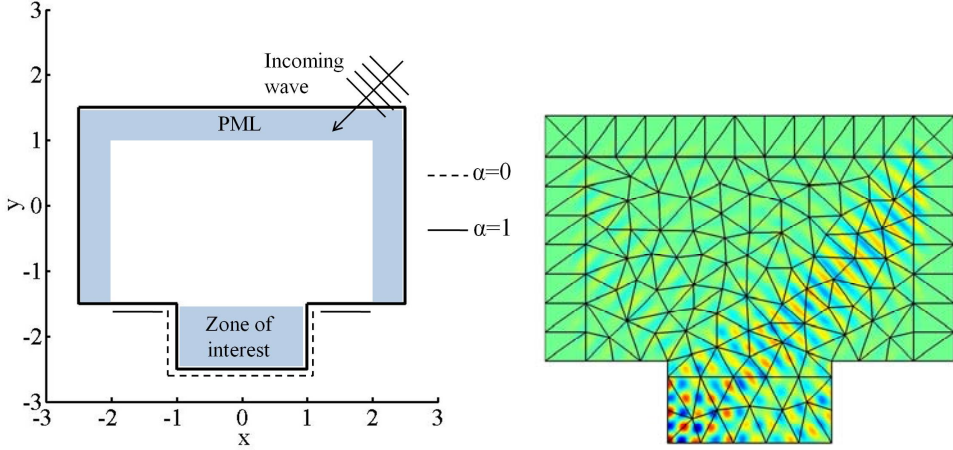 3
2
1
0
-1
-2
-3
y
-3
-2
-1
0
1
2
3
x
Incoming
wave
PML
α=0
α=1
Zone of
interest